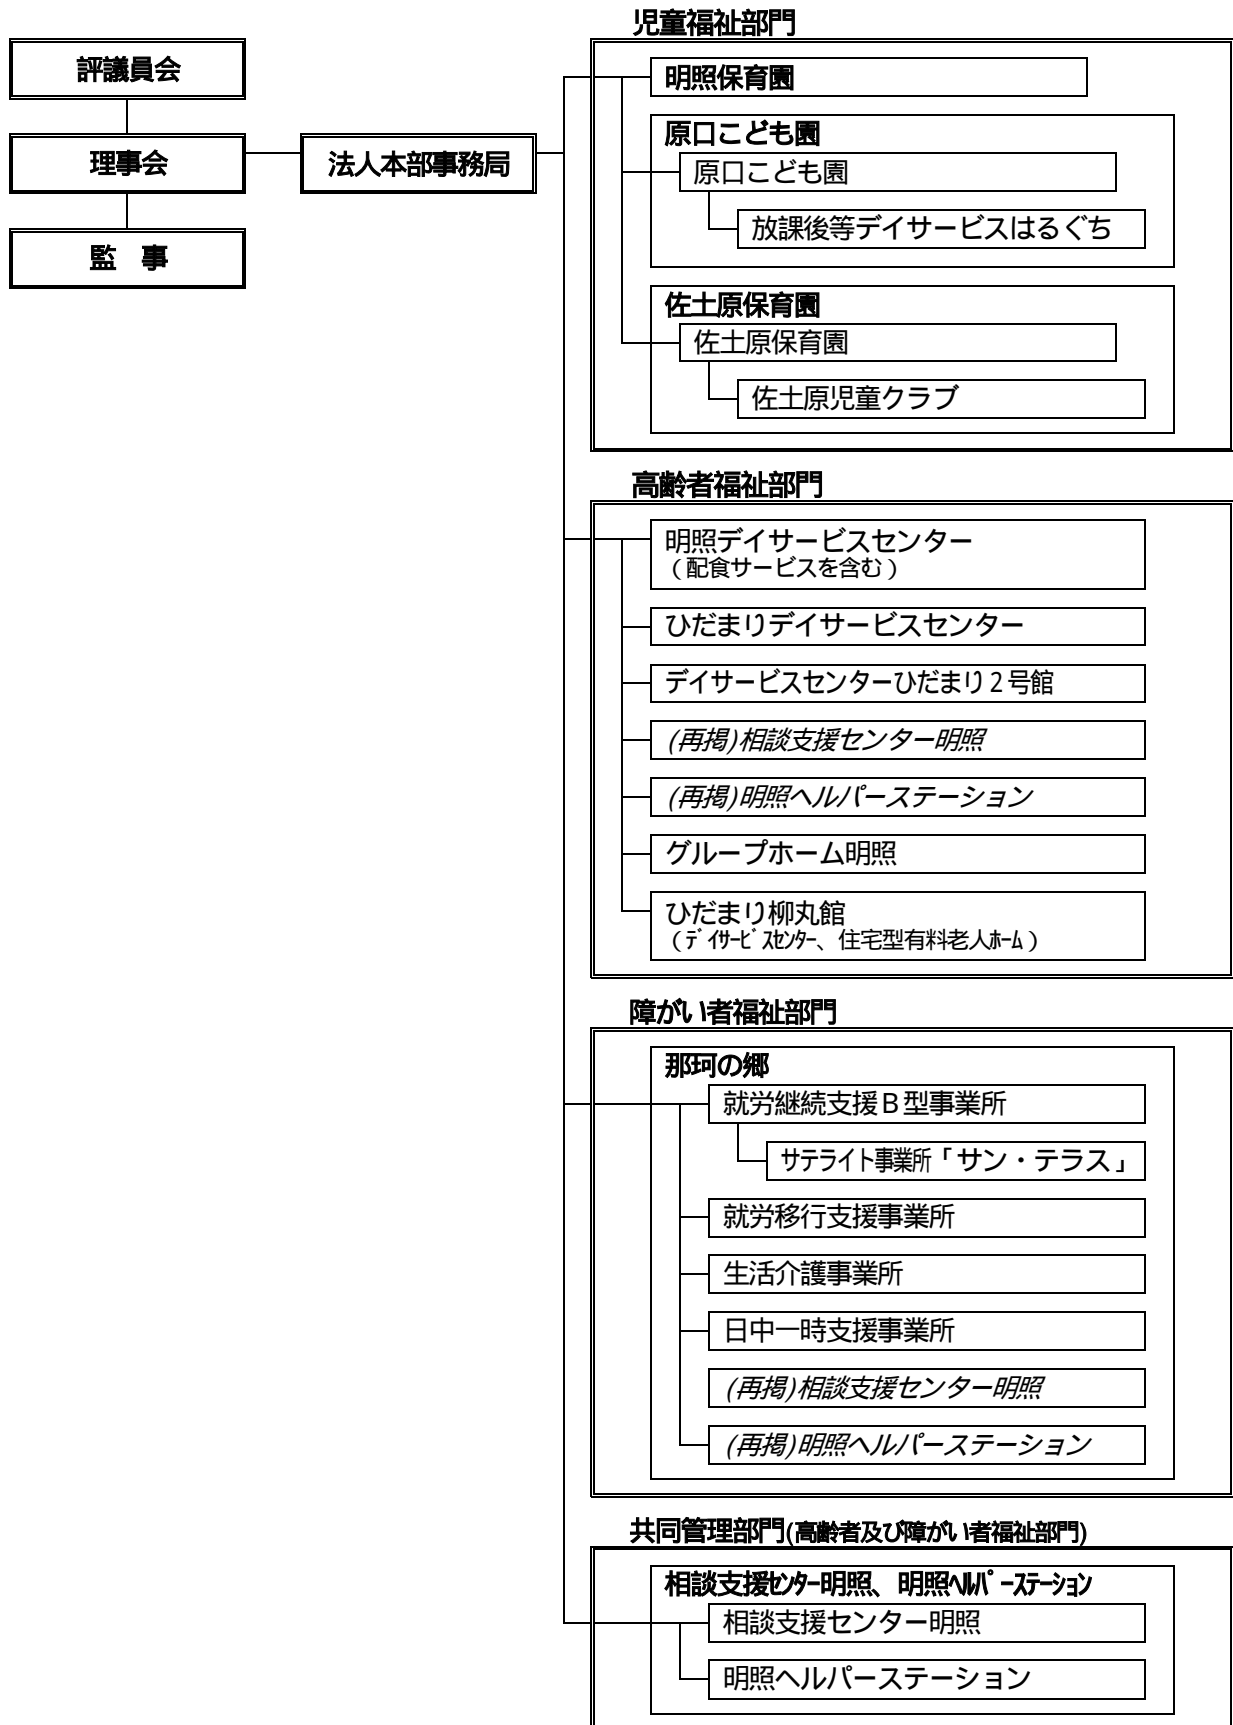 評議員会
理事会
法人本部事務局
監　事
児童福祉部門
明照保育園
原口こども園
原口こども園
放課後等デイサービスはるぐち
佐土原保育園
佐土原保育園
佐土原児童クラブ
高齢者福祉部門
明照デイサービスセンター
（配食サービスを含む）
ひだまりデイサービスセンター
デイサービスセンターひだまり２号館
(再掲)相談支援センター明照
(再掲)明照ヘルパーステーション
グループホーム明照
ひだまり柳丸館
（ﾃﾞｲｻｰﾋﾞｽｾﾝﾀｰ、住宅型有料老人ﾎｰﾑ）
障がい者福祉部門
那珂の郷
就労継続支援Ｂ型事業所
サテライト事業所「サン・テラス」
就労移行支援事業所
生活介護事業所
日中一時支援事業所
(再掲)相談支援センター明照
(再掲)明照ヘルパーステーション
共同管理部門(高齢者及び障がい者福祉部門)
相談支援ｾﾝﾀｰ明照、明照ﾍﾙﾊﾟｰｽﾃｰｼｮﾝ
相談支援センター明照
明照ヘルパーステーション